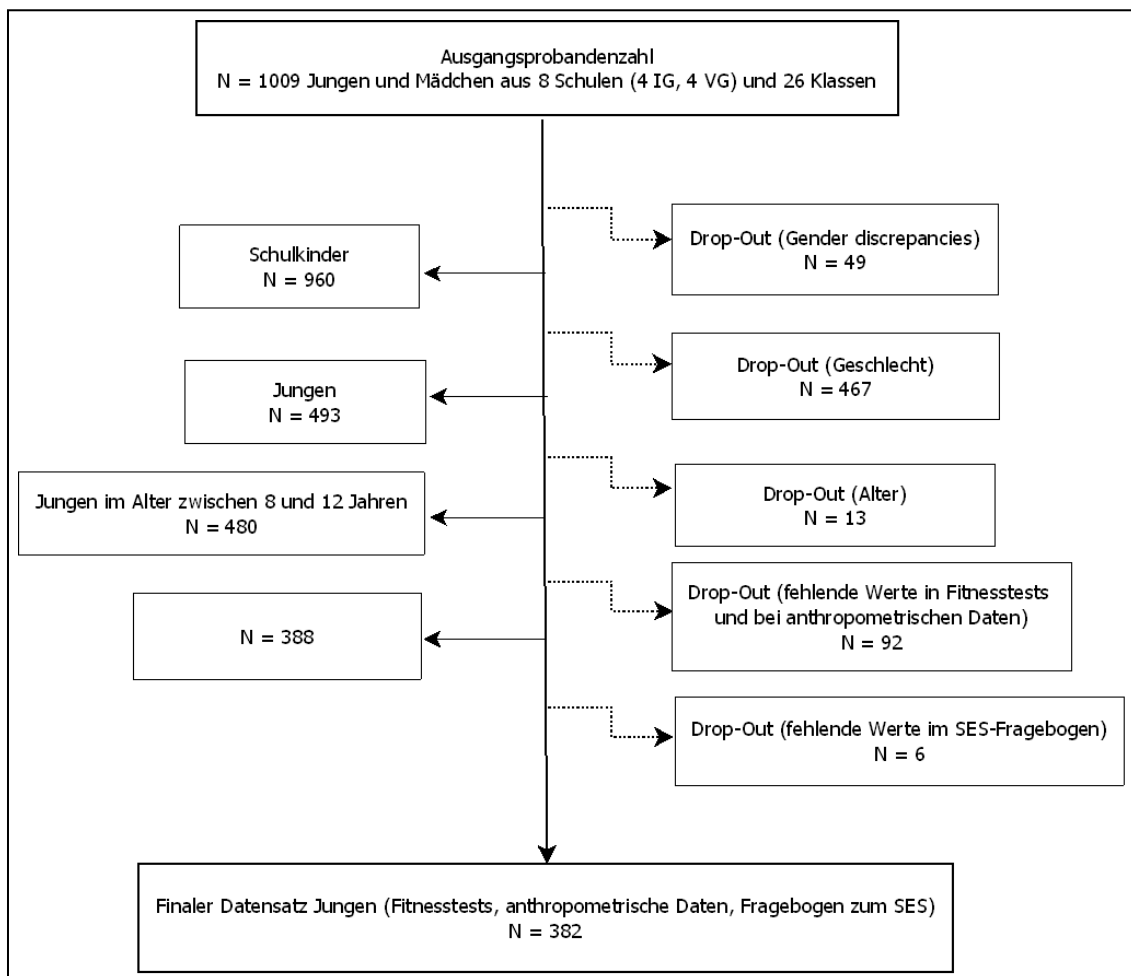 Ausgangsprobandenzahl
N = 1009 Jungen und Mädchen aus 8 Schulen (4 IG, 4 VG) und 26 Klassen
Drop-Out (Gender discrepancies)
N = 49
Schulkinder
N = 960
Drop-Out (Geschlecht)
N = 467
Jungen
N = 493
Drop-Out (Alter)
N = 13
Jungen im Alter zwischen 8 und 12 Jahren
N = 480
Drop-Out (fehlende Werte in Fitnesstests
und bei anthropometrischen Daten)
N = 92
N = 388
Drop-Out (fehlende Werte im SES-Fragebogen)
N = 6
Finaler Datensatz Jungen (Fitnesstests, anthropometrische Daten, Fragebogen zum SES)
N = 382